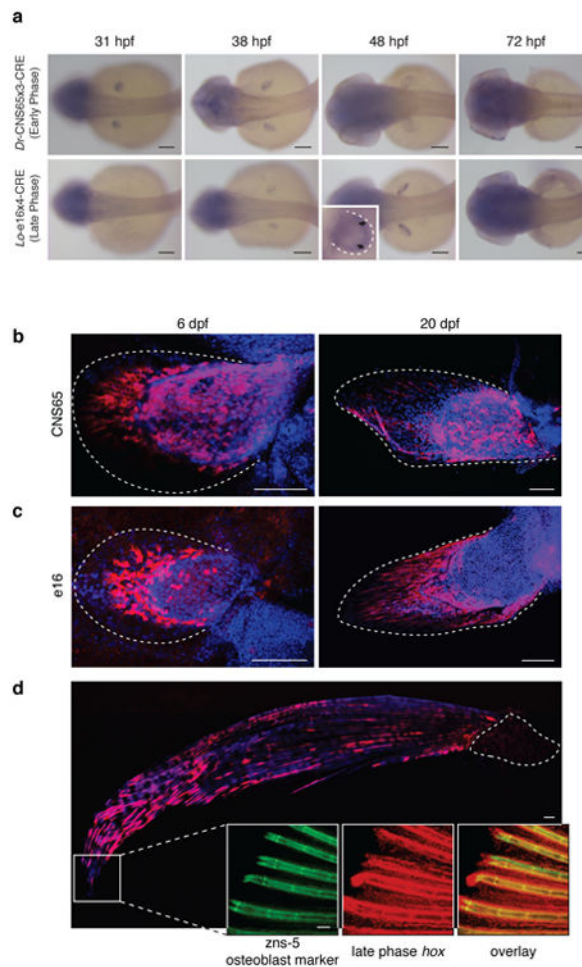 a
31 hpf 38 hpf 48 hpf 72 hpf
Dr-CNS65x3-CRE
(Early Phase)
Lo-e16x4-CRE
(Late Phase)
6 dpf 20 dpf
b
CNS65
c
e16
d
zns-5
osteoblast marker
late phase hox
overlay